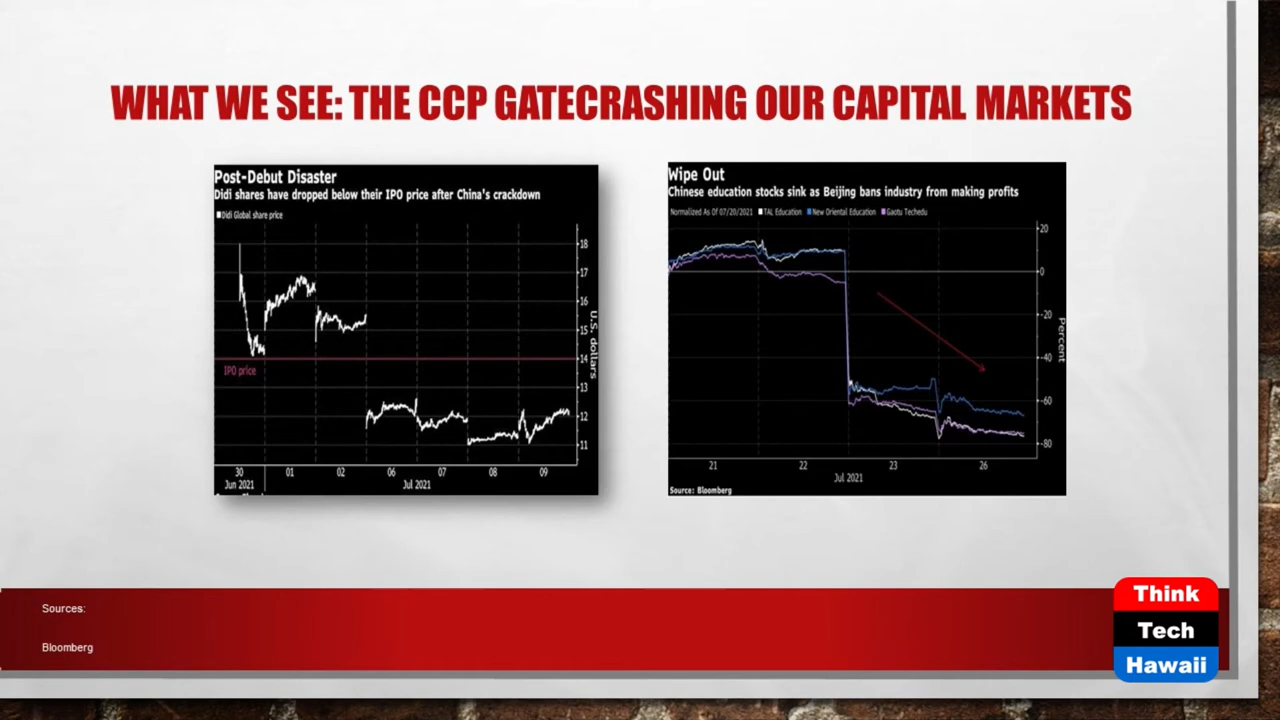 WHAT WE SEE: THE CCP GATECRASHING OUR CAPITAL MARKETS
Post-Debut Disaster
Didi shares have dropped below their IPO price after China's crackdown
Didi Global share price
18
17
16
15
14
13
12
11
U.S. dollars
IPO price
30
01
02
06
07
08
09
Jun 2021
Jul 2021
Wipe Out
Chinese education stocks sink as Beijing bans industry from making profits
Normalized As Of 07/20/2021 TAL Education New Oriental Education Gaotu Techedu
20
0
-20
-40
-60
-80
Percent
21
22
23
26
Jul 2021
Source: Bloomberg
Sources:
Bloomberg
Think
Tech
Hawaii